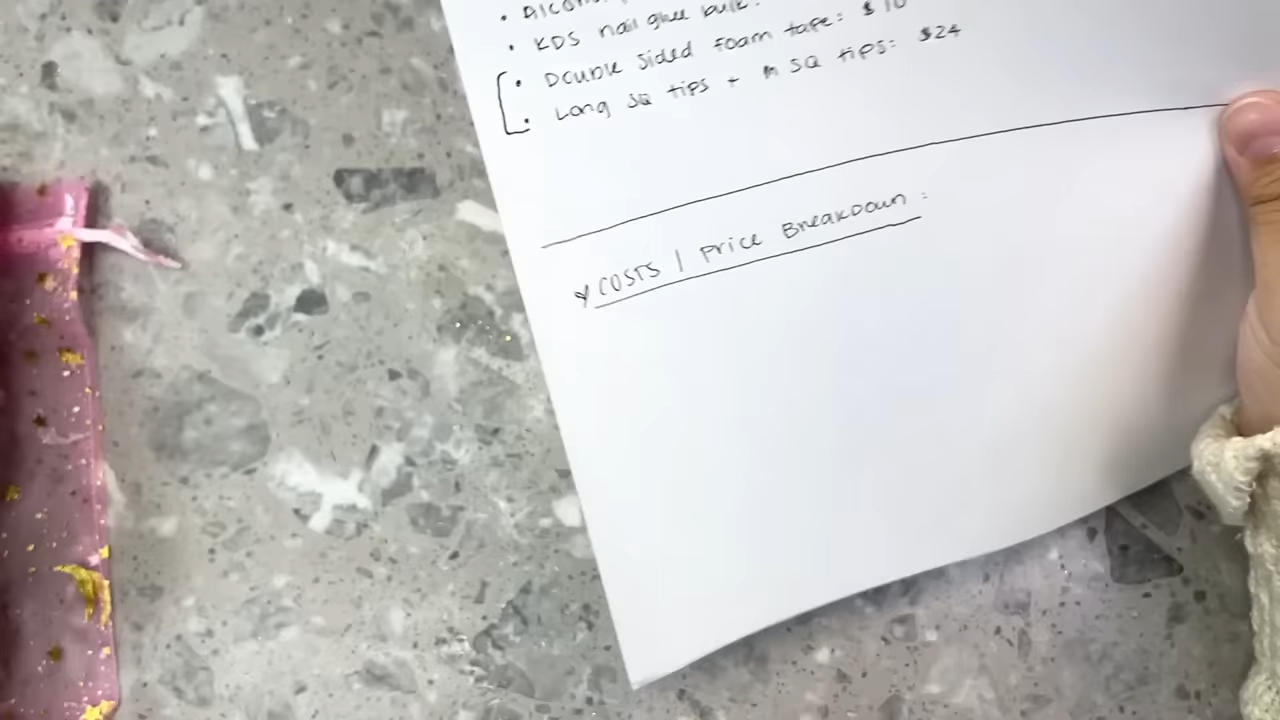 • KDS nail glue bulk:
• Double sided foam tape: $10
• Long SQ tips + m SQ tips: $24
COSTS | Price Breakdown: